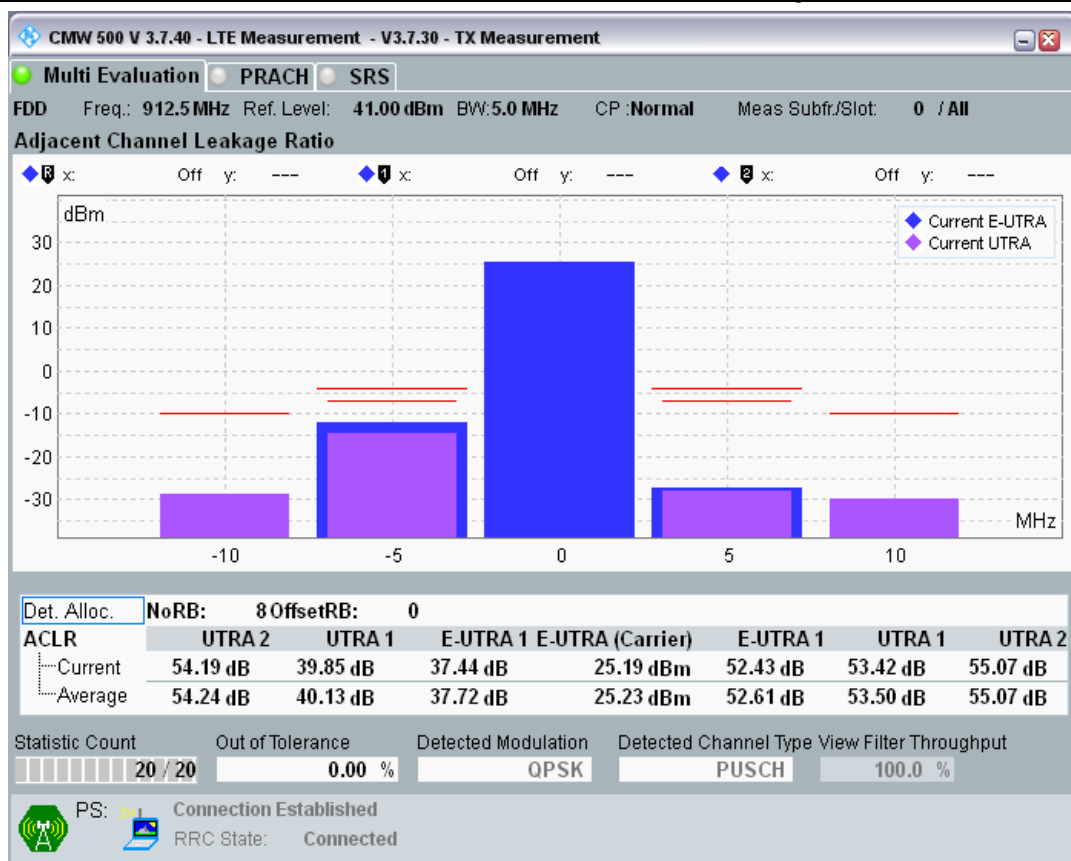 CMW 500 V 3.7.40 - LTE Measurement - V3.7.30 - TX Measurement
Multi Evaluation PRACH SRS
FDD Freq.: 912.5 MHz Ref. Level: 41.00 dBm BW:5.0 MHz CP :Normal Meas Subfr./Slot: 0 / All
Adjacent Channel Leakage Ratio
R x: Off y: --- 1 x: Off y: --- 2 x: Off y: ---
dBm
Current E-UTRA
Current UTRA
30
20
10
0
-10
-20
-30
MHz
-10 -5 0 5 10
Det. Alloc. NoRB: 8 OffsetRB: 0
ACLR UTRA 2 UTRA 1 E-UTRA 1 E-UTRA (Carrier) E-UTRA 1 UTRA 1 UTRA 2
Current 54.19 dB 39.85 dB 37.44 dB 25.19 dBm 52.43 dB 53.42 dB 55.07 dB
Average 54.24 dB 40.13 dB 37.72 dB 25.23 dBm 52.61 dB 53.50 dB 55.07 dB
Statistic Count Out of Tolerance Detected Modulation Detected Channel Type View Filter Throughput
20 / 20 0.00 % QPSK PUSCH 100.0 %
PS: Connection Established
RRC State: Connected